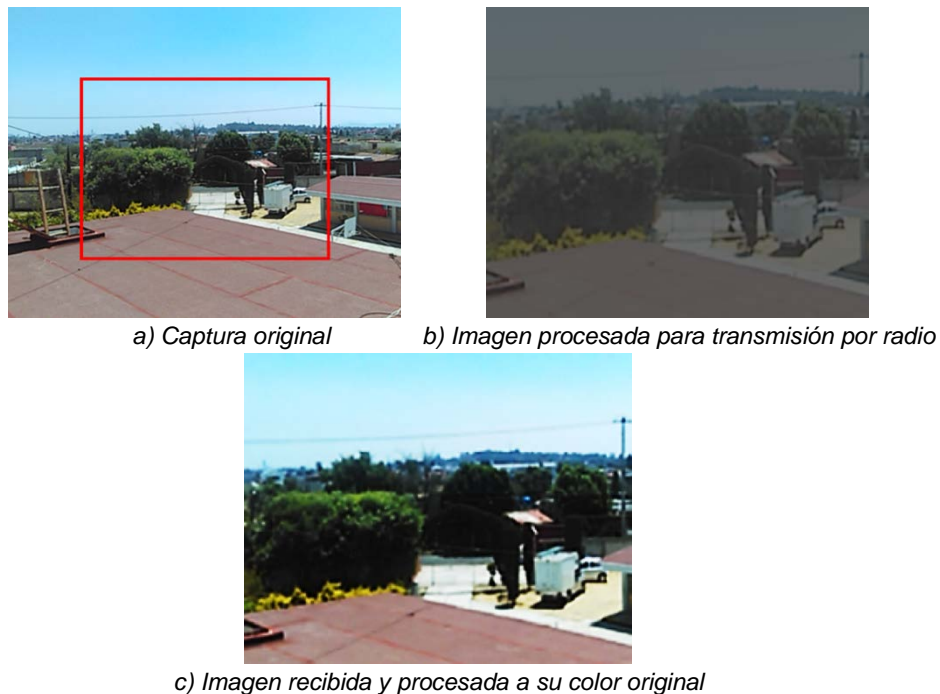 a) Captura original
b) Imagen procesada para transmisión por radio
c) Imagen recibida y procesada a su color original